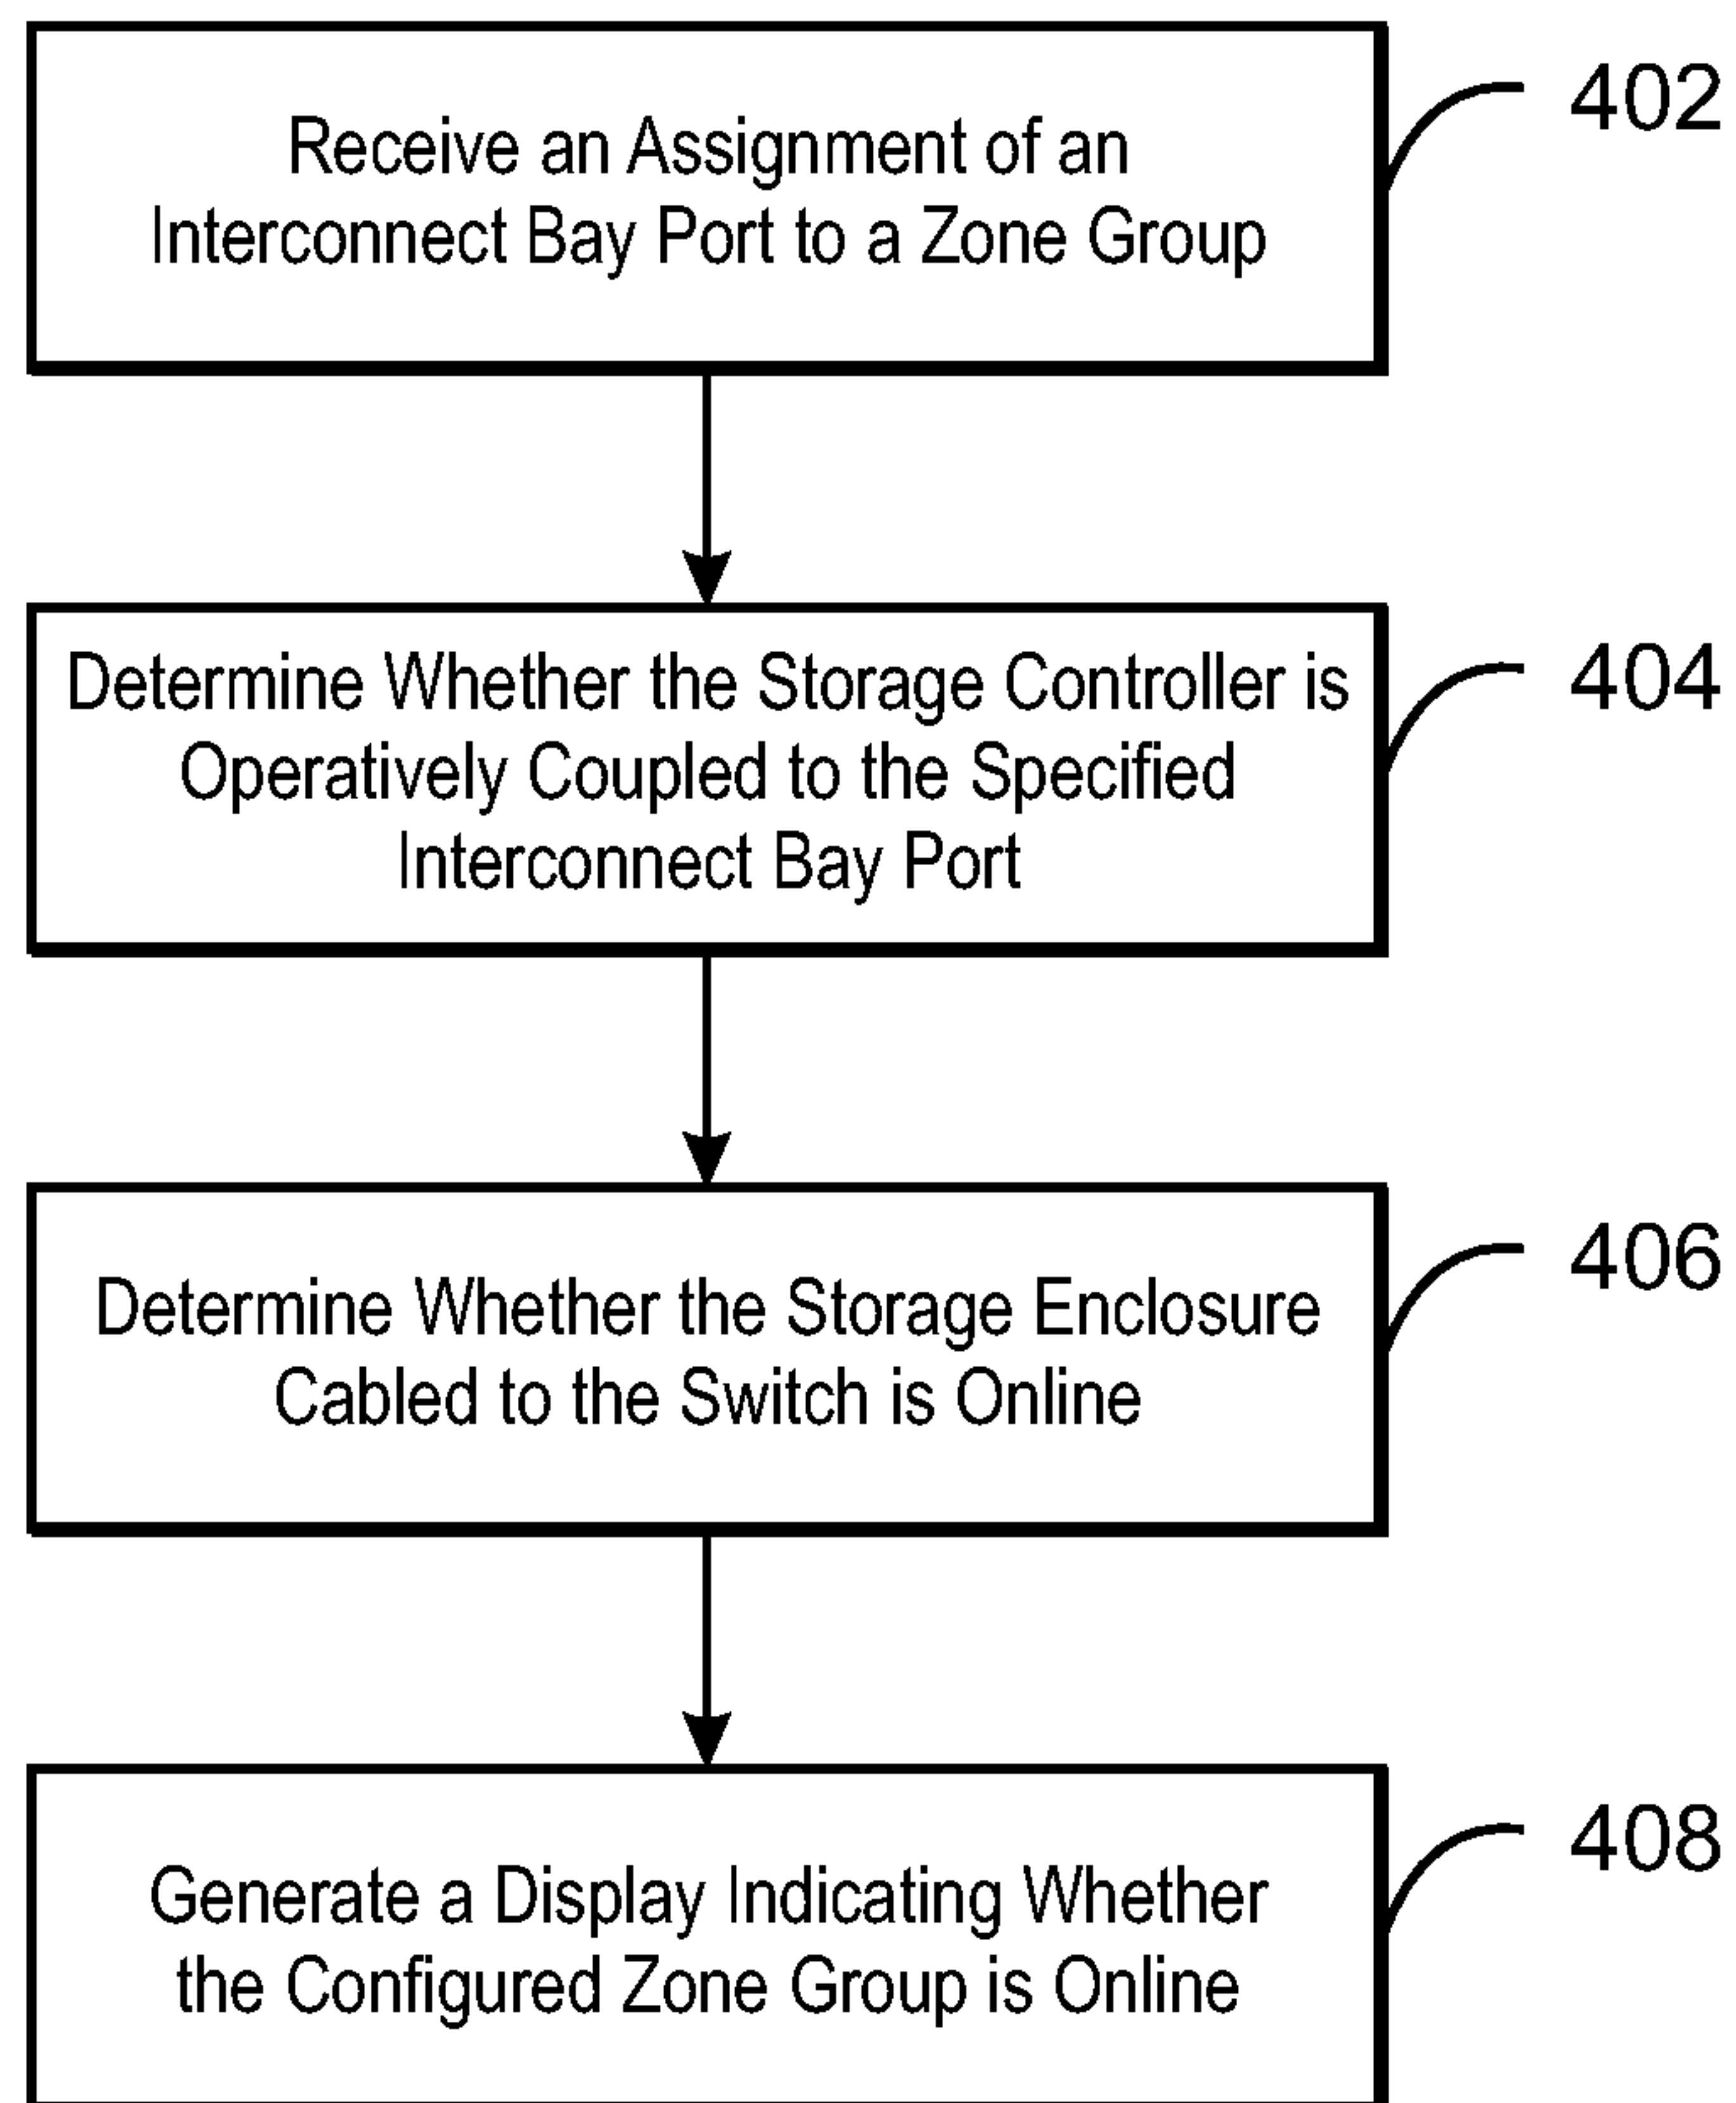 Receive an Assignment of an
Interconnect Bay Port to a Zone Group
402
Determine Whether the Storage Controller is
Operatively Coupled to the Specified
Interconnect Bay Port
404
Determine Whether the Storage Enclosure
Cabled to the Switch is Online
406
Generate a Display Indicating Whether
the Configured Zone Group is Online
408